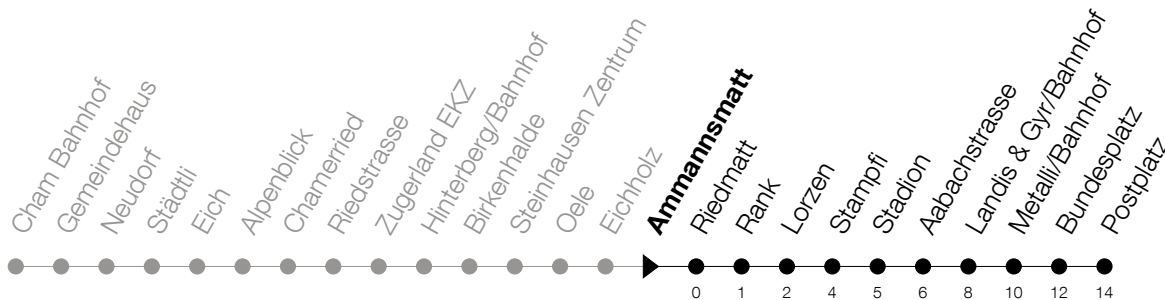 Cham Bahnhof
Gemeindehaus
Neudorf
Städtli
Eich
Alpenblick
Chamerried
Riedstrasse
Zugerland EKZ
Hinterberg/Bahnhof
Birkenhalde
Steinhausen Zentrum
Oele
Eichholz
Ammannsmatt
Riedmatt
Rank
Lorzen
Stampfi
Stadion
Aabachstrasse
Landis & Gyr/Bahnhof
Metalli/Bahnhof
Bundesplatz
Postplatz
0 1 2 4 5 6 8 10 12 14